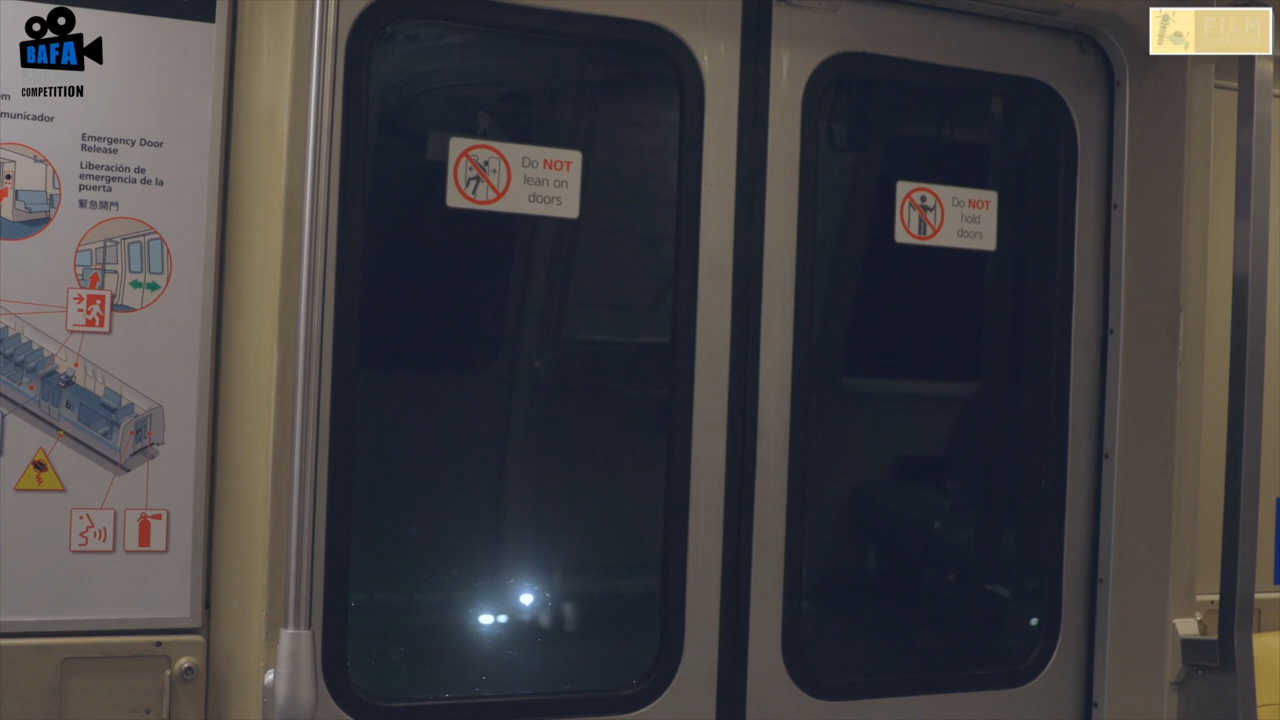 BAFA
COMPETITION
FILM
municador
Emergency Door
Release
Liberación de
emergencia de la
puerta
緊急開門
Do NOT
lean on
doors
Do NOT
hold
doors